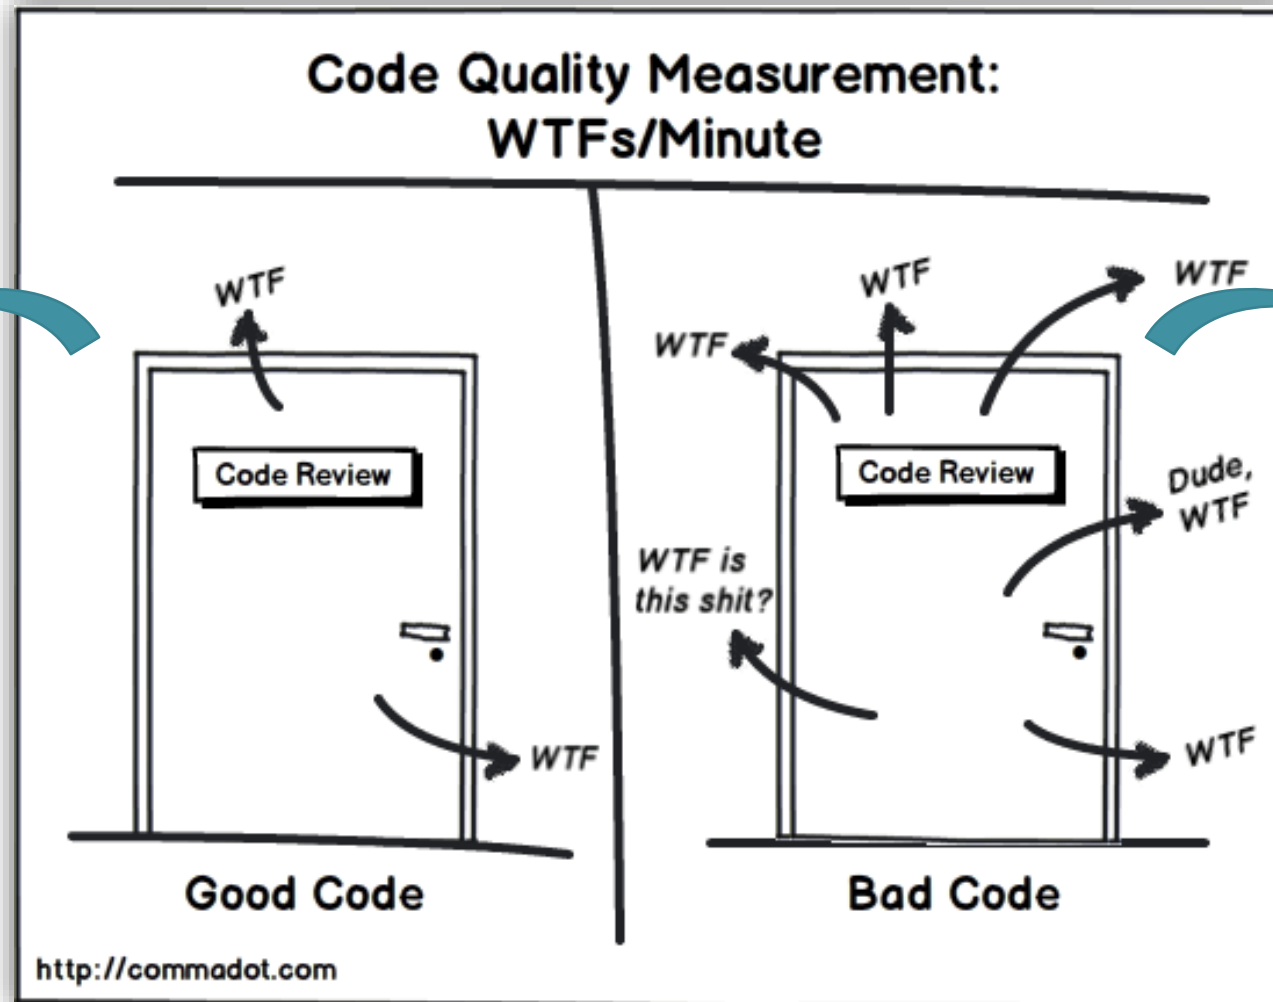 Code Quality Measurement:
WTFs/Minute
WTF
Code Review
WTF
Good Code
WTF
WTF
WTF
Code Review
Dude,
WTF
WTF is
this shit?
WTF
Bad Code
http://commadot.com